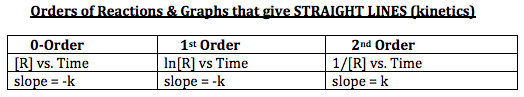 Orders of Reactions & Graphs that give STRAIGHT LINES (kinetics)
0-Order 1st Order 2nd Order
[R] vs. Time ln[R] vs Time 1/[R] vs. Time
slope = -k slope = -k slope = k